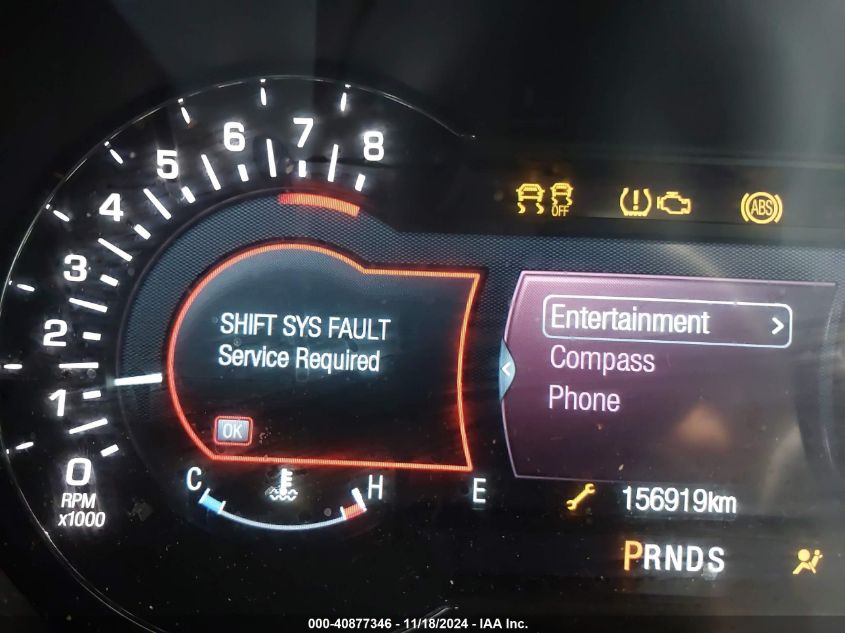 8
7
6
5
4
3
2
1
0
RPM
x1000
OFF
ABS
SHIFT SYS FAULT
Service Required
OK
Entertainment >
Compass
Phone
C
H
E
156919km
PRNDS
000-40877346 - 11/18/2024 - IAA Inc.